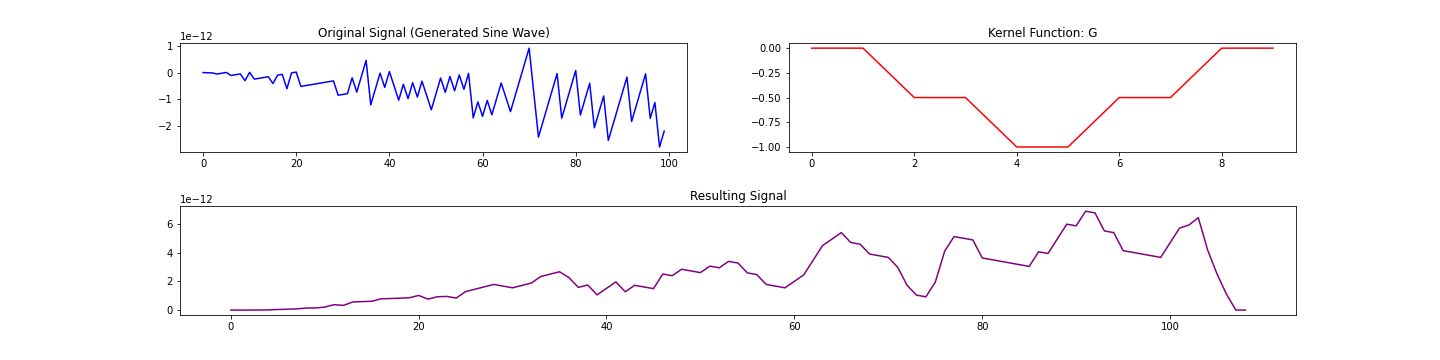 Original Signal (Generated Sine Wave)
1e−12
1
0
−1
−2
0 20 40 60 80 100
Kernel Function: G
0.00
−0.25
−0.50
−0.75
−1.00
0 2 4 6 8
Resulting Signal
1e−12
6
4
2
0
0 20 40 60 80 100